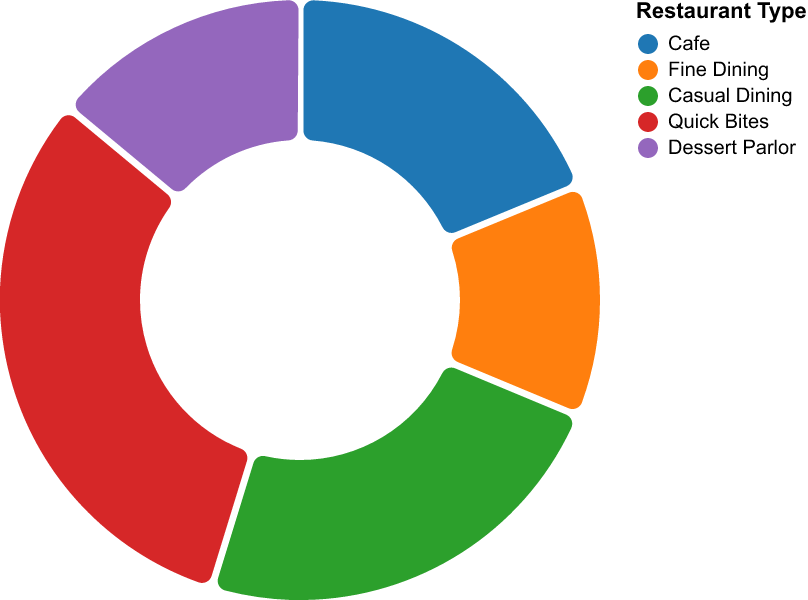 Restaurant Type
Cafe
Fine Dining
Casual Dining
Quick Bites
Dessert Parlor